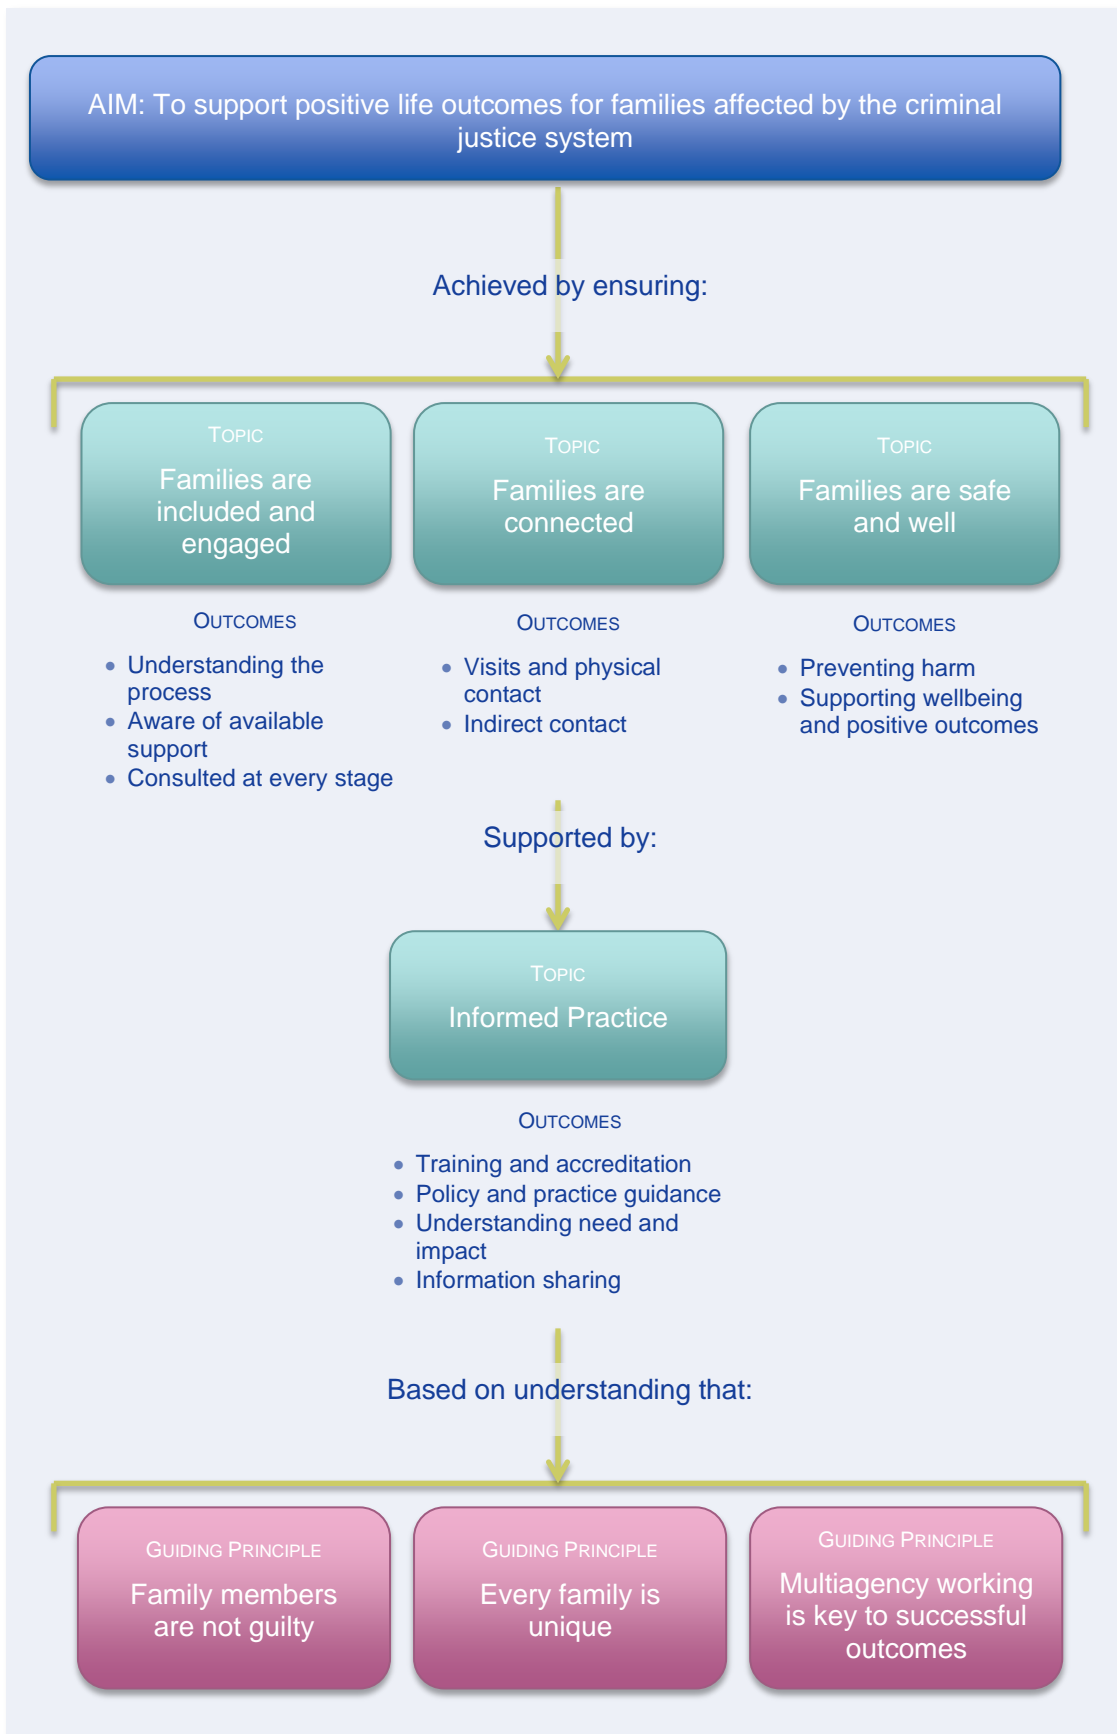 AIM: To support positive life outcomes for families affected by the criminal
justice system
Achieved by ensuring:
TOPIC
Families are
included and
engaged
TOPIC
Families are
connected
TOPIC
Families are safe
and well
OUTCOMES
• Understanding the
process
• Aware of available
support
• Consulted at every stage
OUTCOMES
• Visits and physical
contact
• Indirect contact
OUTCOMES
• Preventing harm
• Supporting wellbeing
and positive outcomes
Supported by:
TOPIC
Informed Practice
OUTCOMES
• Training and accreditation
• Policy and practice guidance
• Understanding need and
impact
• Information sharing
Based on understanding that:
GUIDING PRINCIPLE
Family members
are not guilty
GUIDING PRINCIPLE
Every family is
unique
GUIDING PRINCIPLE
Multiagency working
is key to successful
outcomes